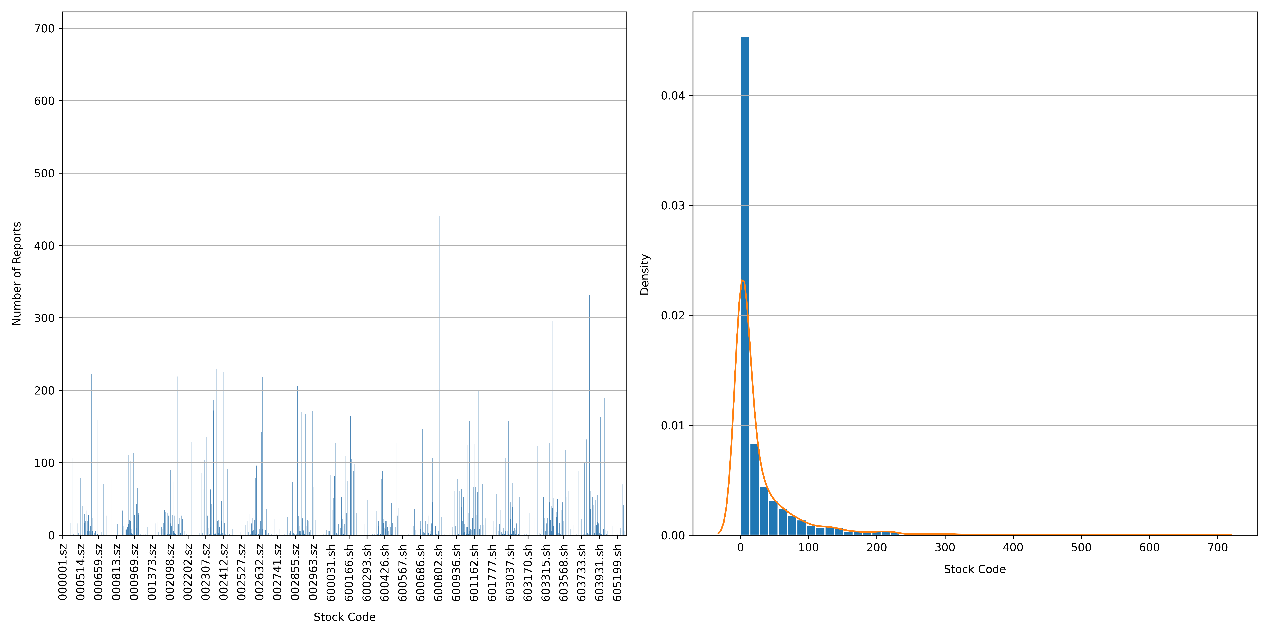 700
600
500
400
300
200
100
0
Number of Reports
000001.sz
000514.sz
000659.sz
000813.sz
000969.sz
001373.sz
002098.sz
002202.sz
002307.sz
002412.sz
002527.sz
002632.sz
002741.sz
002855.sz
002963.sz
600031.sh
600166.sh
600293.sh
600426.sh
600567.sh
600686.sh
600802.sh
600936.sh
601162.sh
601777.sh
603037.sh
603170.sh
603315.sh
603568.sh
603733.sh
603931.sh
605199.sh
Stock Code
0.04
0.03
0.02
0.01
0.00
Density
0 100 200 300 400 500 600 700
Stock Code